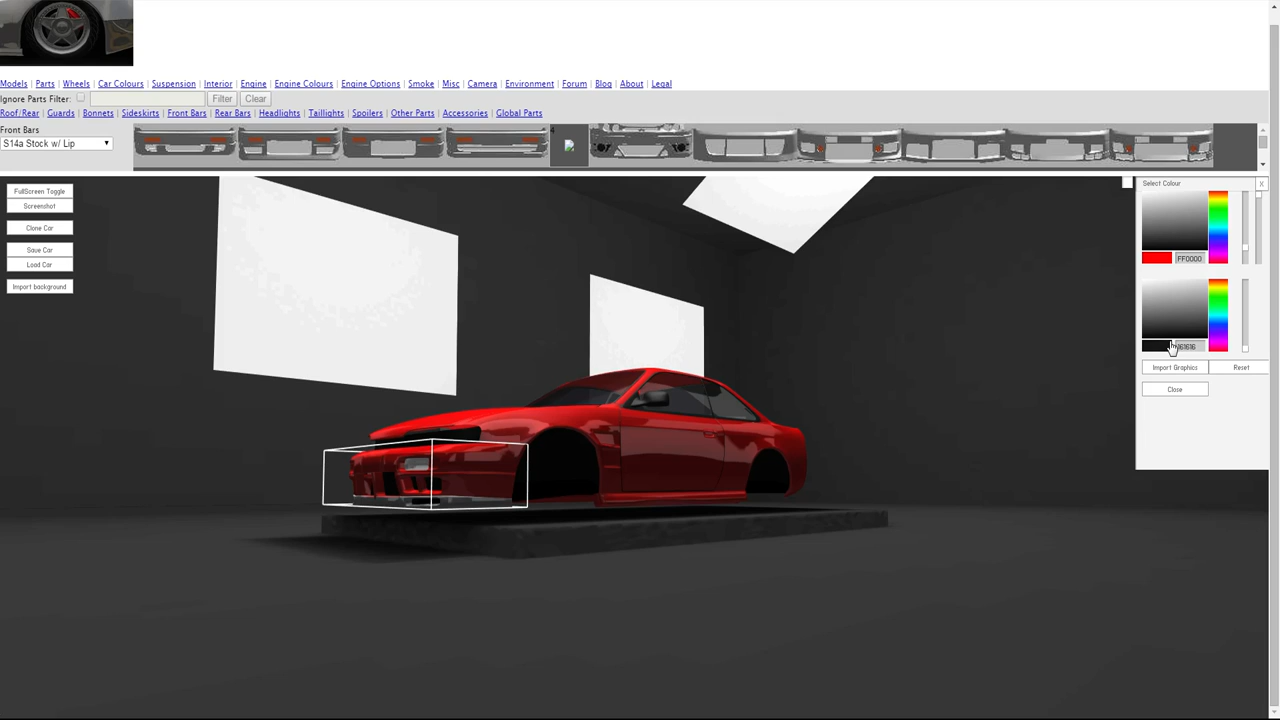 Models | Parts | Wheels | Car Colours | Suspension | Interior | Engine | Engine Colours | Engine Options | Smoke | Misc | Camera | Environment | Forum | Blog | About | Legal
Ignore Parts Filter: Filter Clear
Roof/Rear | Guards | Bonnets | Sideskirts | Front Bars | Rear Bars | Headlights | Taillights | Spoilers | Other Parts | Accessories | Global Parts
Front Bars
S14a Stock w/ Lip
FullScreen Toggle
Screenshot
Clone Car
Save Car
Load Car
Import background
Select Colour X
FF0000
Import Graphics Reset
Close